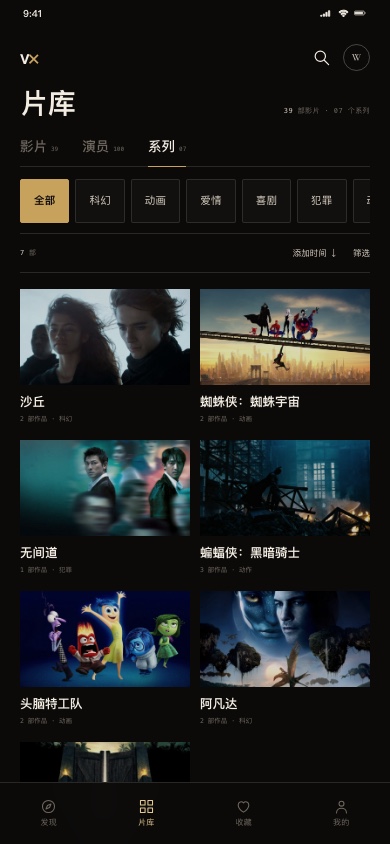 9:41
VX
W
片库
39 部影片 · 07 个系列
影片 39 演员 100 系列 07
全部 科幻 动画 爱情 喜剧 犯罪
7 部 添加时间 ↓ 筛选
沙丘 蜘蛛侠：蜘蛛宇宙
2 部作品 · 科幻 2 部作品 · 动画
无间道 蝙蝠侠：黑暗骑士
1 部作品 · 犯罪 3 部作品 · 动作
头脑特工队 阿凡达
2 部作品 · 动画 2 部作品 · 科幻
发现 片库 收藏 我的